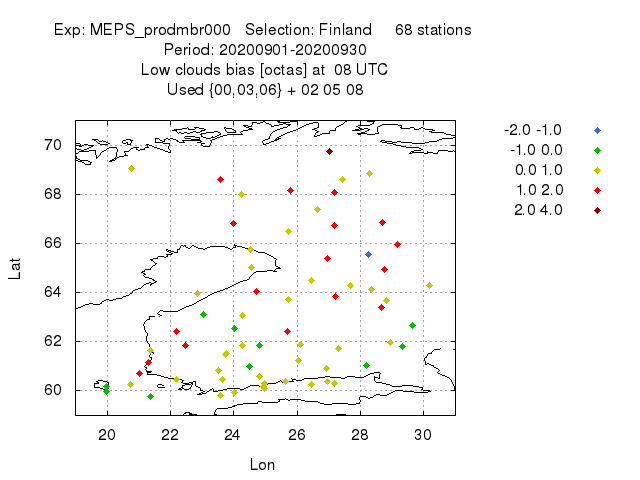 Exp: MEPS_prodmbr000 Selection: Finland 68 stations
Period: 20200901-20200930
Low clouds bias [octas] at 08 UTC
Used {00,03,06} + 02 05 08
-2.0 -1.0
-1.0 0.0
0.0 1.0
1.0 2.0
2.0 4.0
70
68
66
64
62
60
Lat
20 22 24 26 28 30
Lon